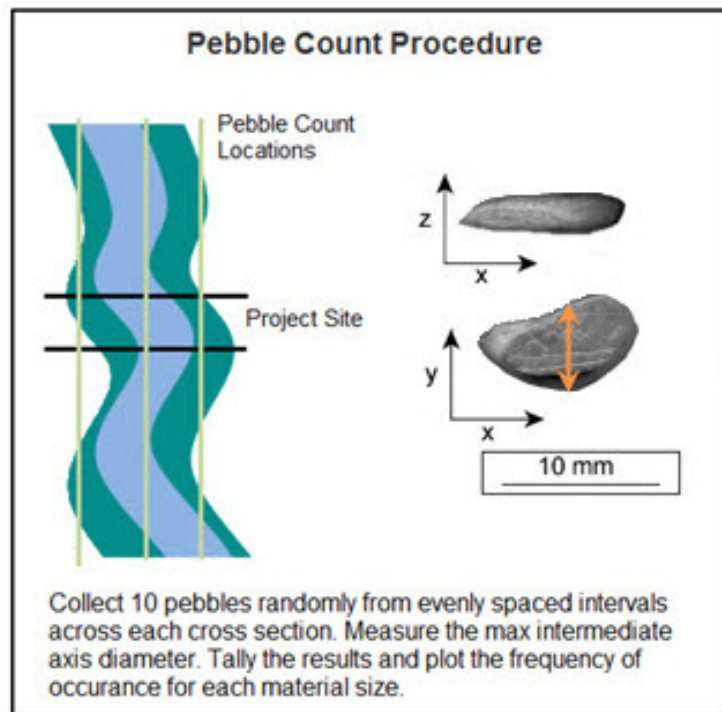 Pebble Count Procedure
Pebble Count
Locations
z
x
Project Site
y
x
10 mm
Collect 10 pebbles randomly from evenly spaced intervals
across each cross section. Measure the max intermediate
axis diameter. Tally the results and plot the frequency of
occurance for each material size.